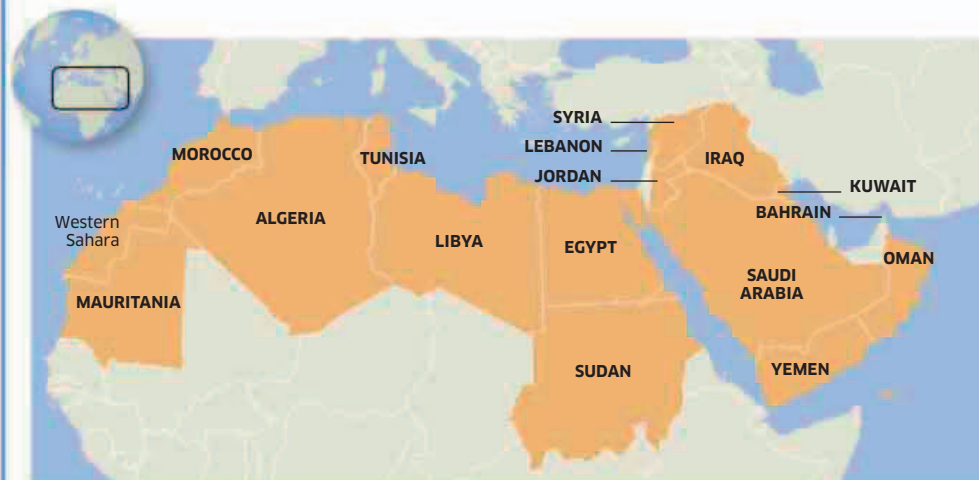 SYRIA
LEBANON
JORDAN
MOROCCO
TUNISIA
IRAQ
KUWAIT
BAHRAIN
Western
Sahara
ALGERIA
LIBYA
EGYPT
OMAN
SAUDI
ARABIA
MAURITANIA
SUDAN
YEMEN